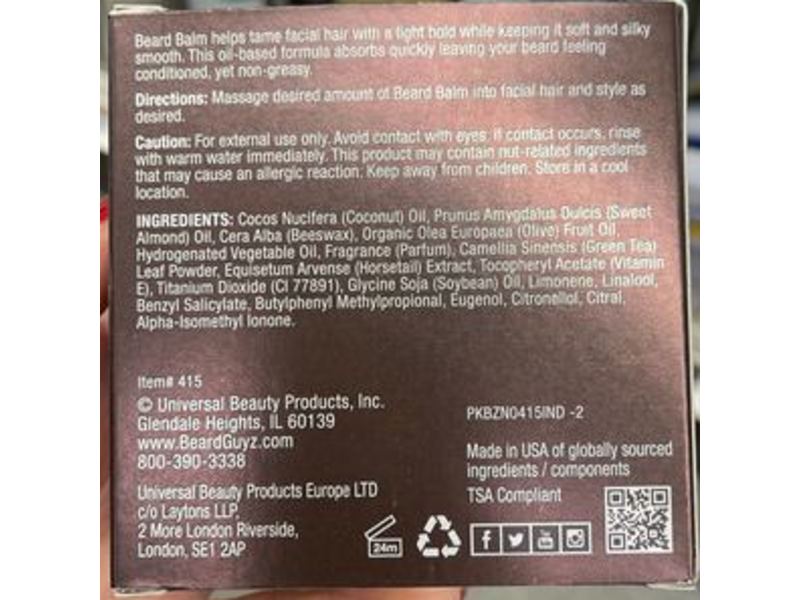 Beard Balm helps tame facial hair with a light hold while keeping it soft and silky
smooth. This oil-based formula absorbs quickly leaving your beard feeling
conditioned, yet non-greasy.
Directions: Massage desired amount of Beard Balm into facial hair and style as
desired.
Caution: For external use only. Avoid contact with eyes; if contact occurs, rinse
with warm water immediately. This product may contain nut-related ingredients
that may cause an allergic reaction. Keep away from children. Store in a cool
location.
INGREDIENTS: Cocos Nucifera (Coconut) Oil, Prunus Amygdalus Dulcis (Sweet
Almond) Oil, Cera Alba (Beeswax), Organic Olea Europaea (Olive) Fruit Oil,
Hydrogenated Vegetable Oil, Fragrance (Parfum), Camellia Sinensis (Green Tea)
Leaf Powder, Equisetum Arvense (Horsetail) Extract, Tocopheryl Acetate (Vitamin
E), Titanium Dioxide (CI 77891), Glycine Soja (Soybean) Oil, Limonene, Linalool,
Benzyl Salicylate, Butylphenyl Methylpropional, Eugenol, Citronellol, Citral,
Alpha-Isomethyl Ionone.
Item# 415
© Universal Beauty Products, Inc.
Glendale Heights, IL 60139
www.BeardGuyz.com
800-390-3338
PKBZN0415IND -2
Made in USA of globally sourced
ingredients / components
TSA Compliant
Universal Beauty Products Europe LTD
c/o Laytons LLP,
2 More London Riverside,
London, SE1 2AP
24m
f You Tube